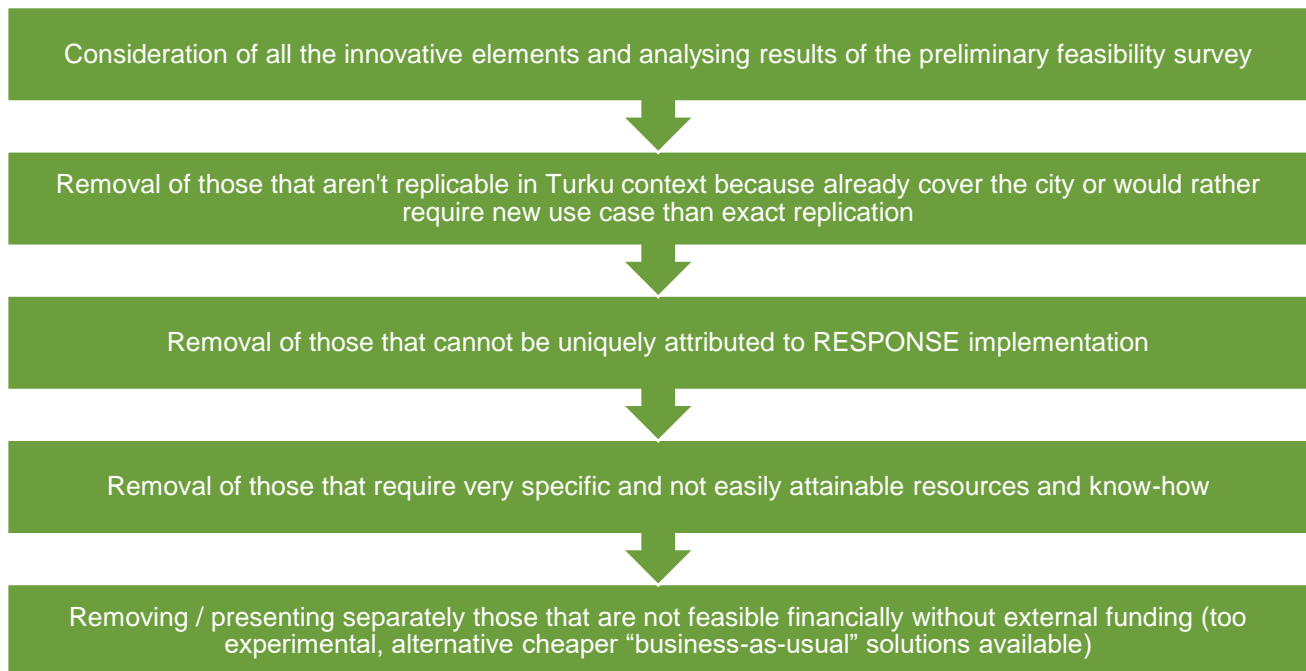 Consideration of all the innovative elements and analysing results of the preliminary feasibility survey
Removal of those that aren't replicable in Turku context because already cover the city or would rather
require new use case than exact replication
Removal of those that cannot be uniquely attributed to RESPONSE implementation
Removal of those that require very specific and not easily attainable resources and know-how
Removing / presenting separately those that are not feasible financially without external funding (too
experimental, alternative cheaper “business-as-usual” solutions available)